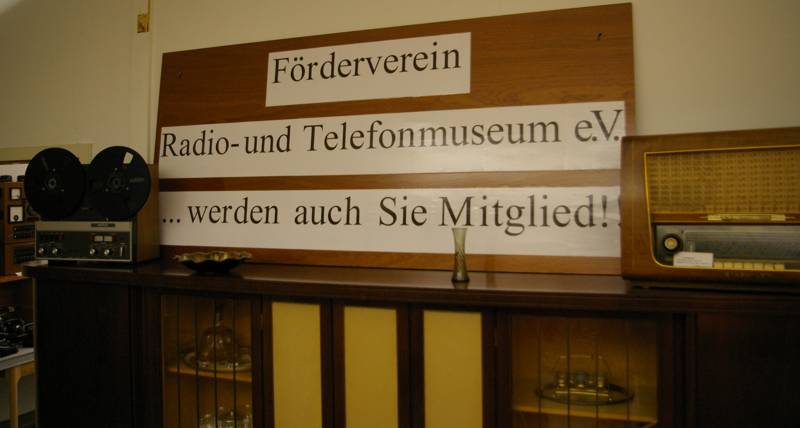 Förderverein
Radio- und Telefonmuseum e.V.
... werden auch Sie Mitglied!!